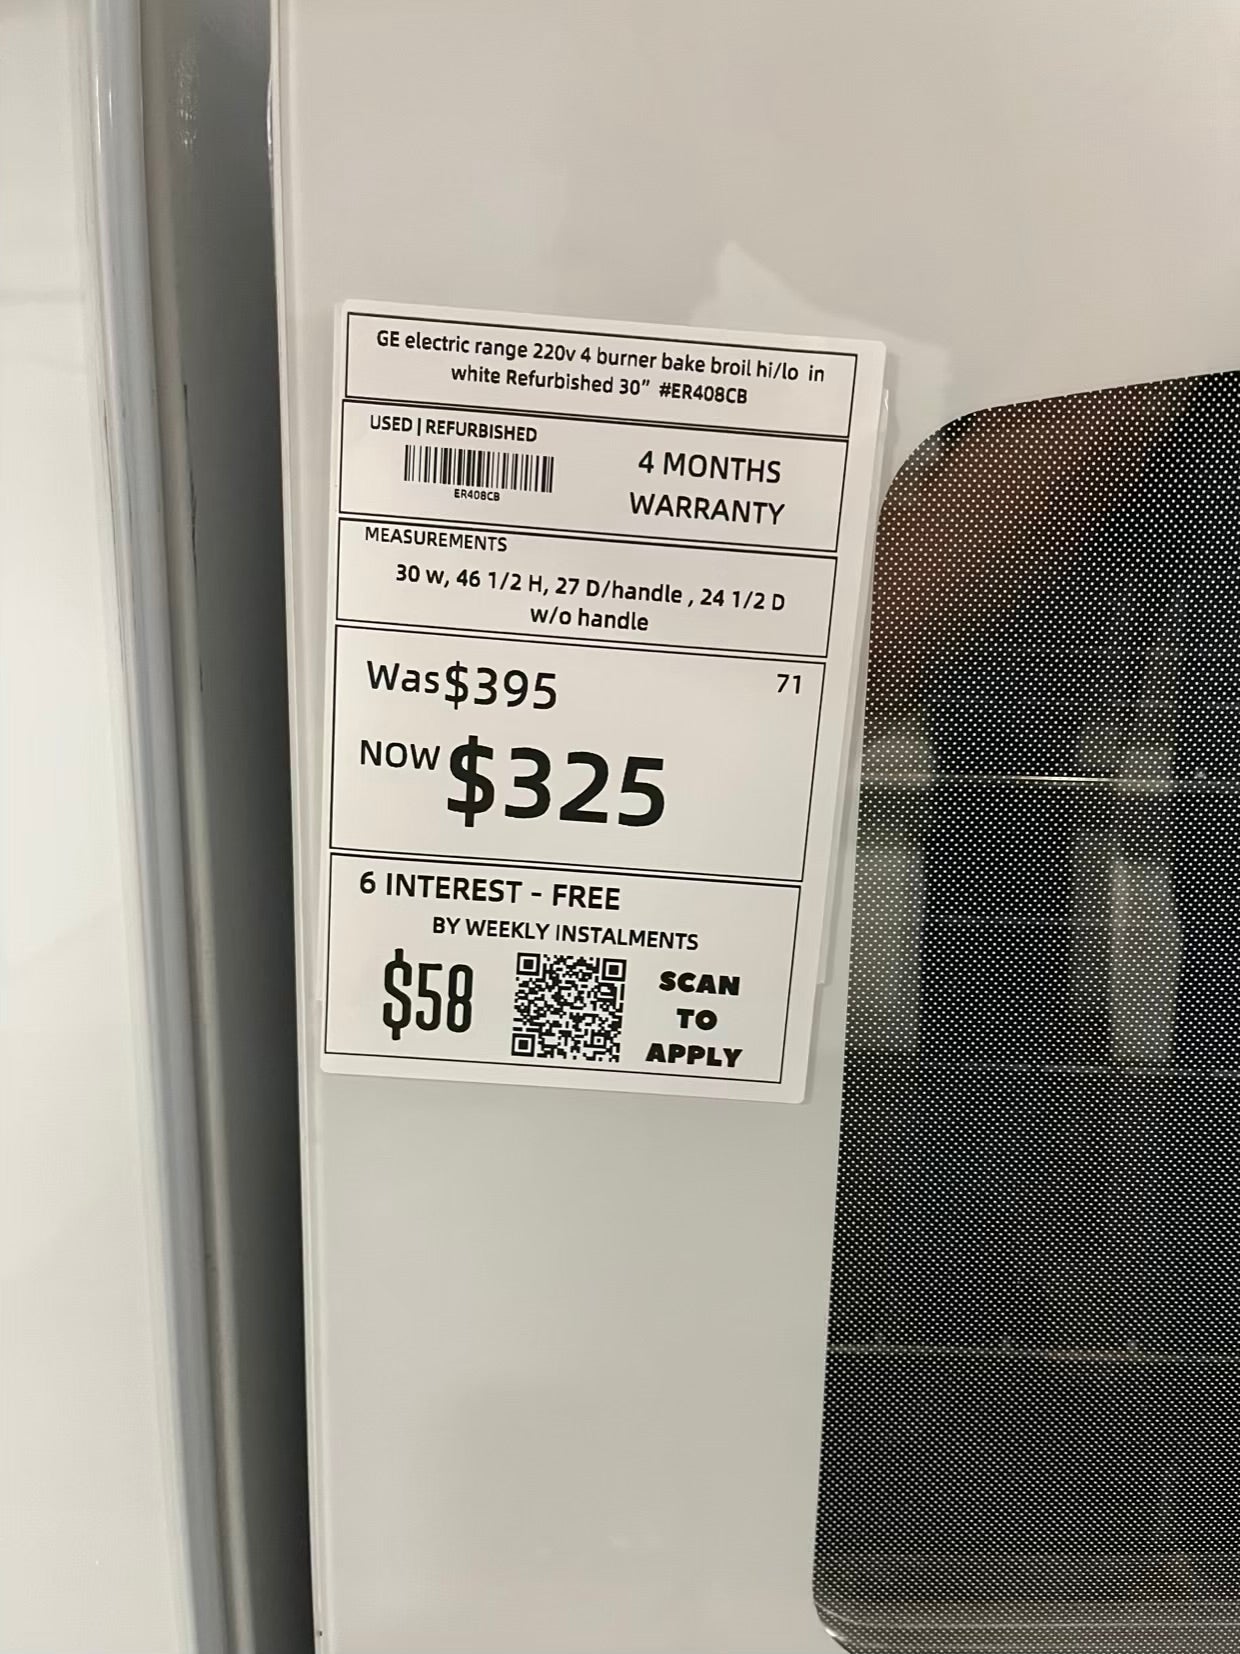 GE electric range 220v 4 burner bake broil hi/lo in
white Refurbished 30” #ER408CB
USED | REFURBISHED
ER408CB
4 MONTHS
WARRANTY
MEASUREMENTS
30 w, 46 1/2 H, 27 D/handle , 24 1/2 D
w/o handle
Was $395
71
NOW $325
6 INTEREST - FREE
BY WEEKLY INSTALMENTS
$58
SCAN
TO
APPLY